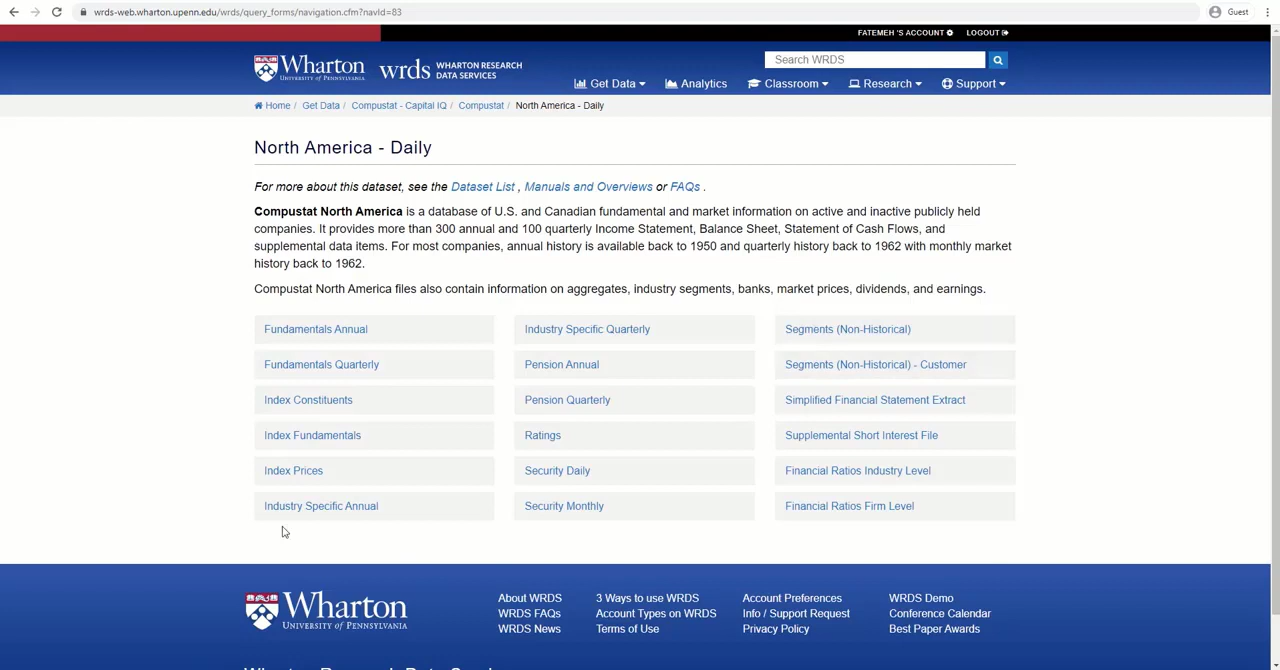 wrds-web.wharton.upenn.edu/wrds/query_forms/navigation.cfm?navId=83
Guest
FATEMEH 'S ACCOUNT
LOGOUT
Wharton
UNIVERSITY of PENNSYLVANIA
wrds
WHARTON RESEARCH
DATA SERVICES
Search WRDS
Get Data
Analytics
Classroom
Research
Support
Home / Get Data / Compustat - Capital IQ / Compustat / North America - Daily
North America - Daily
For more about this dataset, see the Dataset List , Manuals and Overviews or FAQs .
Compustat North America is a database of U.S. and Canadian fundamental and market information on active and inactive publicly held
companies. It provides more than 300 annual and 100 quarterly Income Statement, Balance Sheet, Statement of Cash Flows, and
supplemental data items. For most companies, annual history is available back to 1950 and quarterly history back to 1962 with monthly market
history back to 1962.
Compustat North America files also contain information on aggregates, industry segments, banks, market prices, dividends, and earnings.
Fundamentals Annual
Fundamentals Quarterly
Index Constituents
Index Fundamentals
Index Prices
Industry Specific Annual
Industry Specific Quarterly
Pension Annual
Pension Quarterly
Ratings
Security Daily
Security Monthly
Segments (Non-Historical)
Segments (Non-Historical) - Customer
Simplified Financial Statement Extract
Supplemental Short Interest File
Financial Ratios Industry Level
Financial Ratios Firm Level
Wharton
UNIVERSITY of PENNSYLVANIA
About WRDS
WRDS FAQs
WRDS News
3 Ways to use WRDS
Account Types on WRDS
Terms of Use
Account Preferences
Info / Support Request
Privacy Policy
WRDS Demo
Conference Calendar
Best Paper Awards
Wharton Research Data